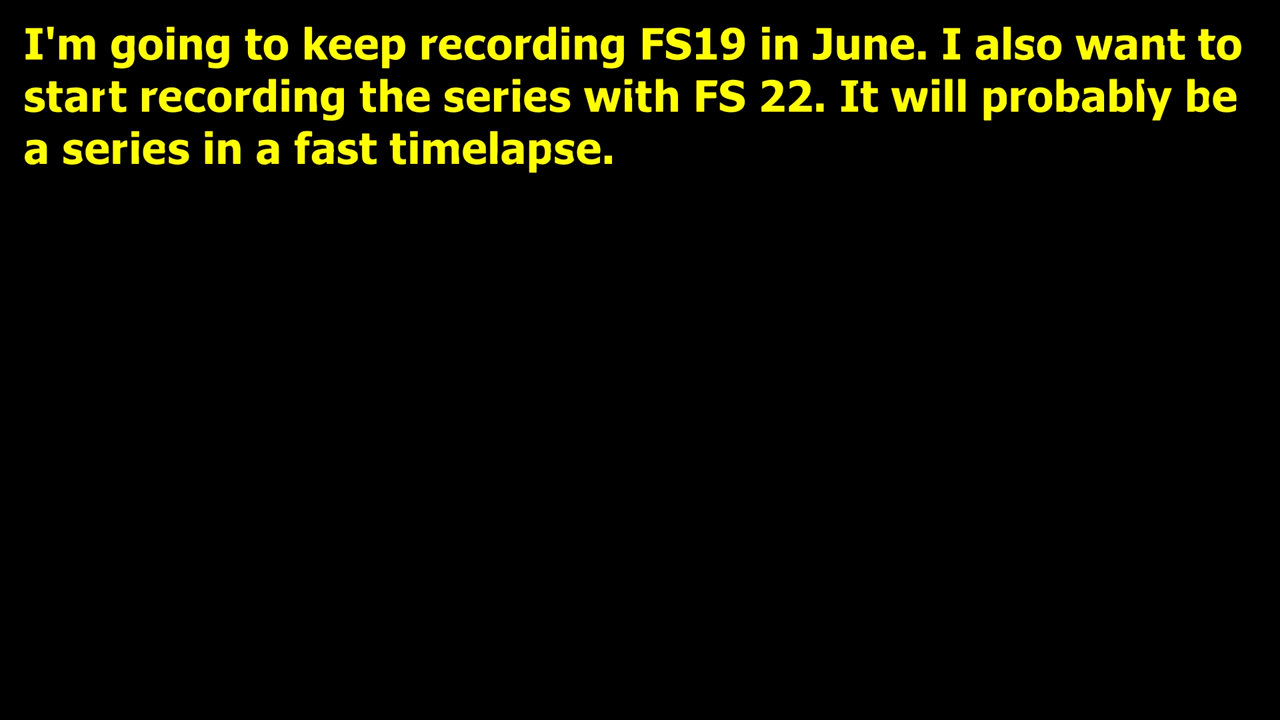 I'm going to keep recording FS19 in June. I also want to
start recording the series with FS 22. It will probably be
a series in a fast timelapse.